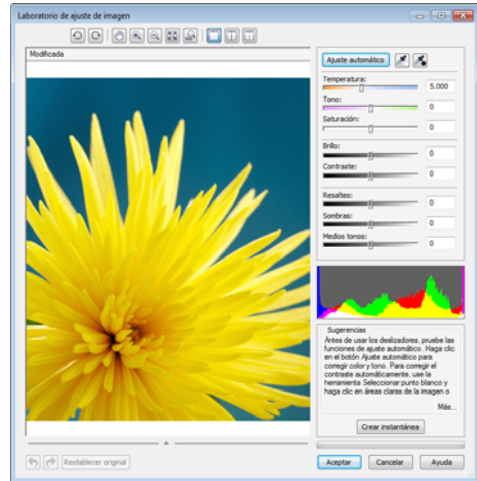 Laboratorio de ajuste de imagen
Modificada
Ajuste automático
Temperatura:
5.000
Tono:
0
Saturación:
0
Brillo:
0
Contraste:
0
Resaltes:
0
Sombras:
0
Medios tonos:
0
Sugerencias
Antes de usar los deslizadores, pruebe las
funciones de ajuste automático. Haga clic
en el botón Ajuste automático para
corregir color y tono. Para corregir el
contraste automáticamente, use la
herramienta Seleccionar punto blanco y
haga clic en áreas claras de la imagen o
Más...
Crear instantánea
Restablecer original
Aceptar
Cancelar
Ayuda